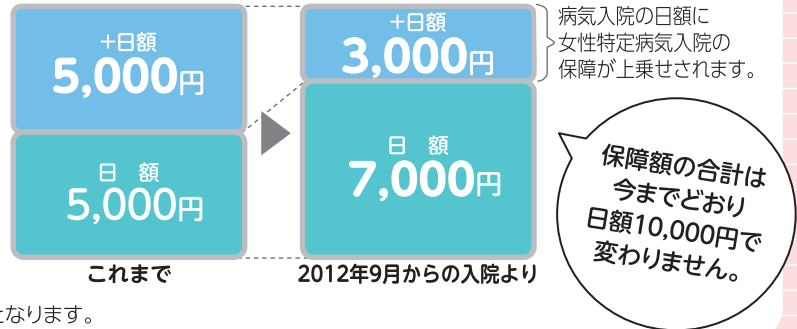 +日額
5,000円
日 額
5,000円
これまで
+日額
3,000円
日 額
7,000円
2012年9月からの入院より
病気入院の日額に
女性特定病気入院の
保障が上乗せされます。
保障額の合計は
今までどおり
日額10,000円で
変わりません。
となります。